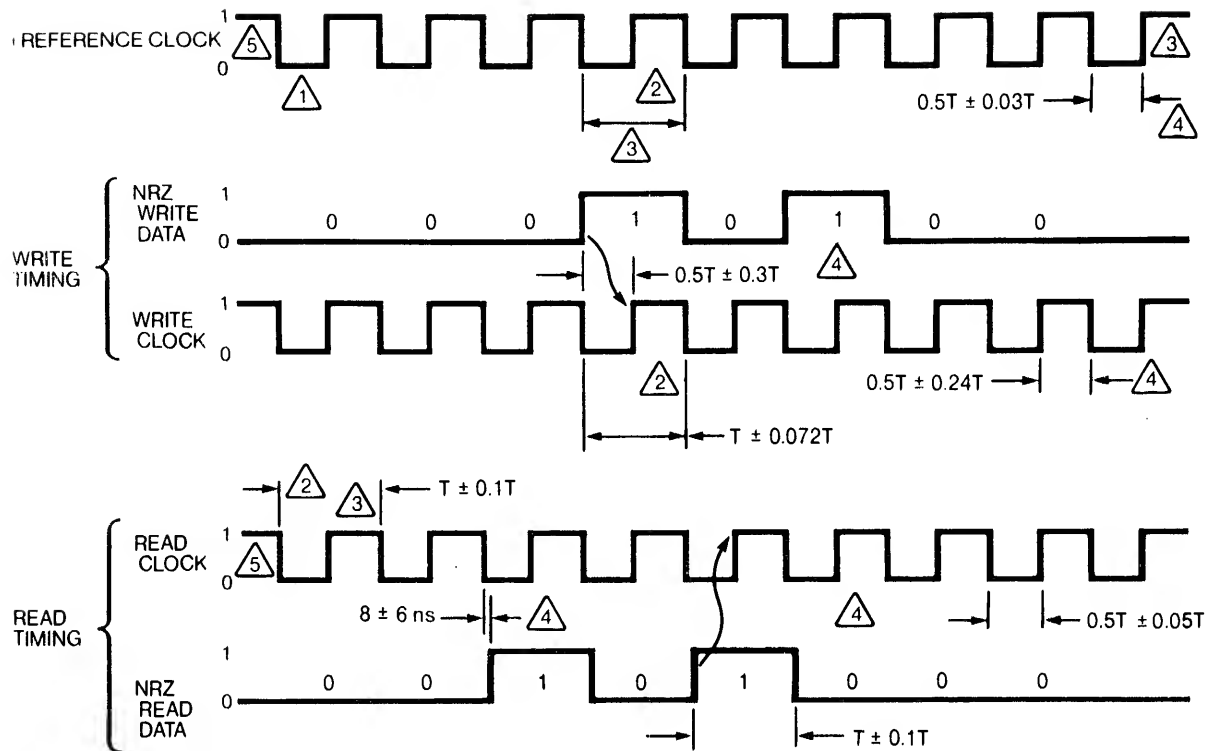 1
REFERENCE CLOCK
5
0
1
2
3
3
0.5T ± 0.03T
4
WRITE TIMING
NRZ WRITE DATA
1
0
0 0 0 1 0 1 0 0
4
0.5T ± 0.3T
WRITE CLOCK
1
0
2
0.5T ± 0.24T
4
T ± 0.072T
2
3
T ± 0.1T
READ TIMING
READ CLOCK
1
5
0
8 ± 6 ns
4
4
0.5T ± 0.05T
NRZ READ DATA
1
0
0 0 1 0 1 0 0 0
T ± 0.1T